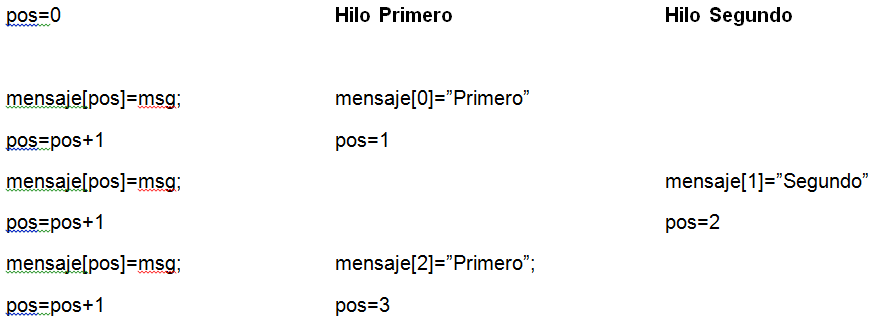 pos=0 Hilo Primero Hilo Segundo
mensaje[pos]=msg; mensaje[0]=”Primero”
pos=pos+1 pos=1
mensaje[pos]=msg; mensaje[1]=”Segundo”
pos=pos+1 pos=2
mensaje[pos]=msg; mensaje[2]=”Primero”;
pos=pos+1 pos=3